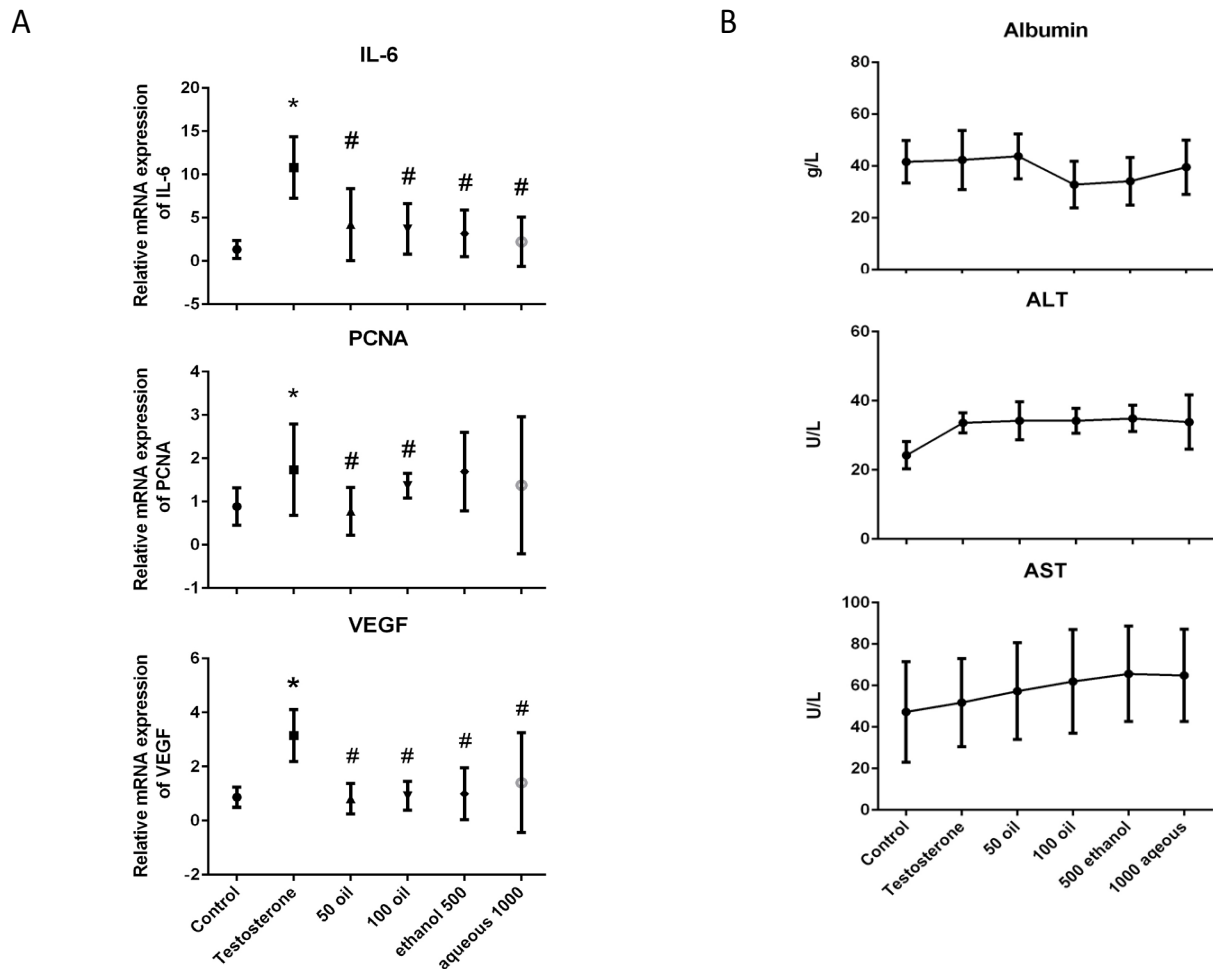 A
IL-6
Relative mRNA expression
of IL-6
20
15
10
5
0
-5
*
#
#
#
#
PCNA
Relative mRNA expression
of PCNA
4
3
2
1
0
-1
*
#
#
VEGF
Relative mRNA expression
of VEGF
6
4
2
0
-2
*
#
#
#
#
Control
Testosterone
50 oil
100 oil
ethanol 500
aqueous 1000
B
Albumin
g/L
80
60
40
20
0
ALT
U/L
60
40
20
0
AST
U/L
100
80
60
40
20
0
Control
Testosterone
50 oil
100 oil
500 ethanol
1000 aqeous